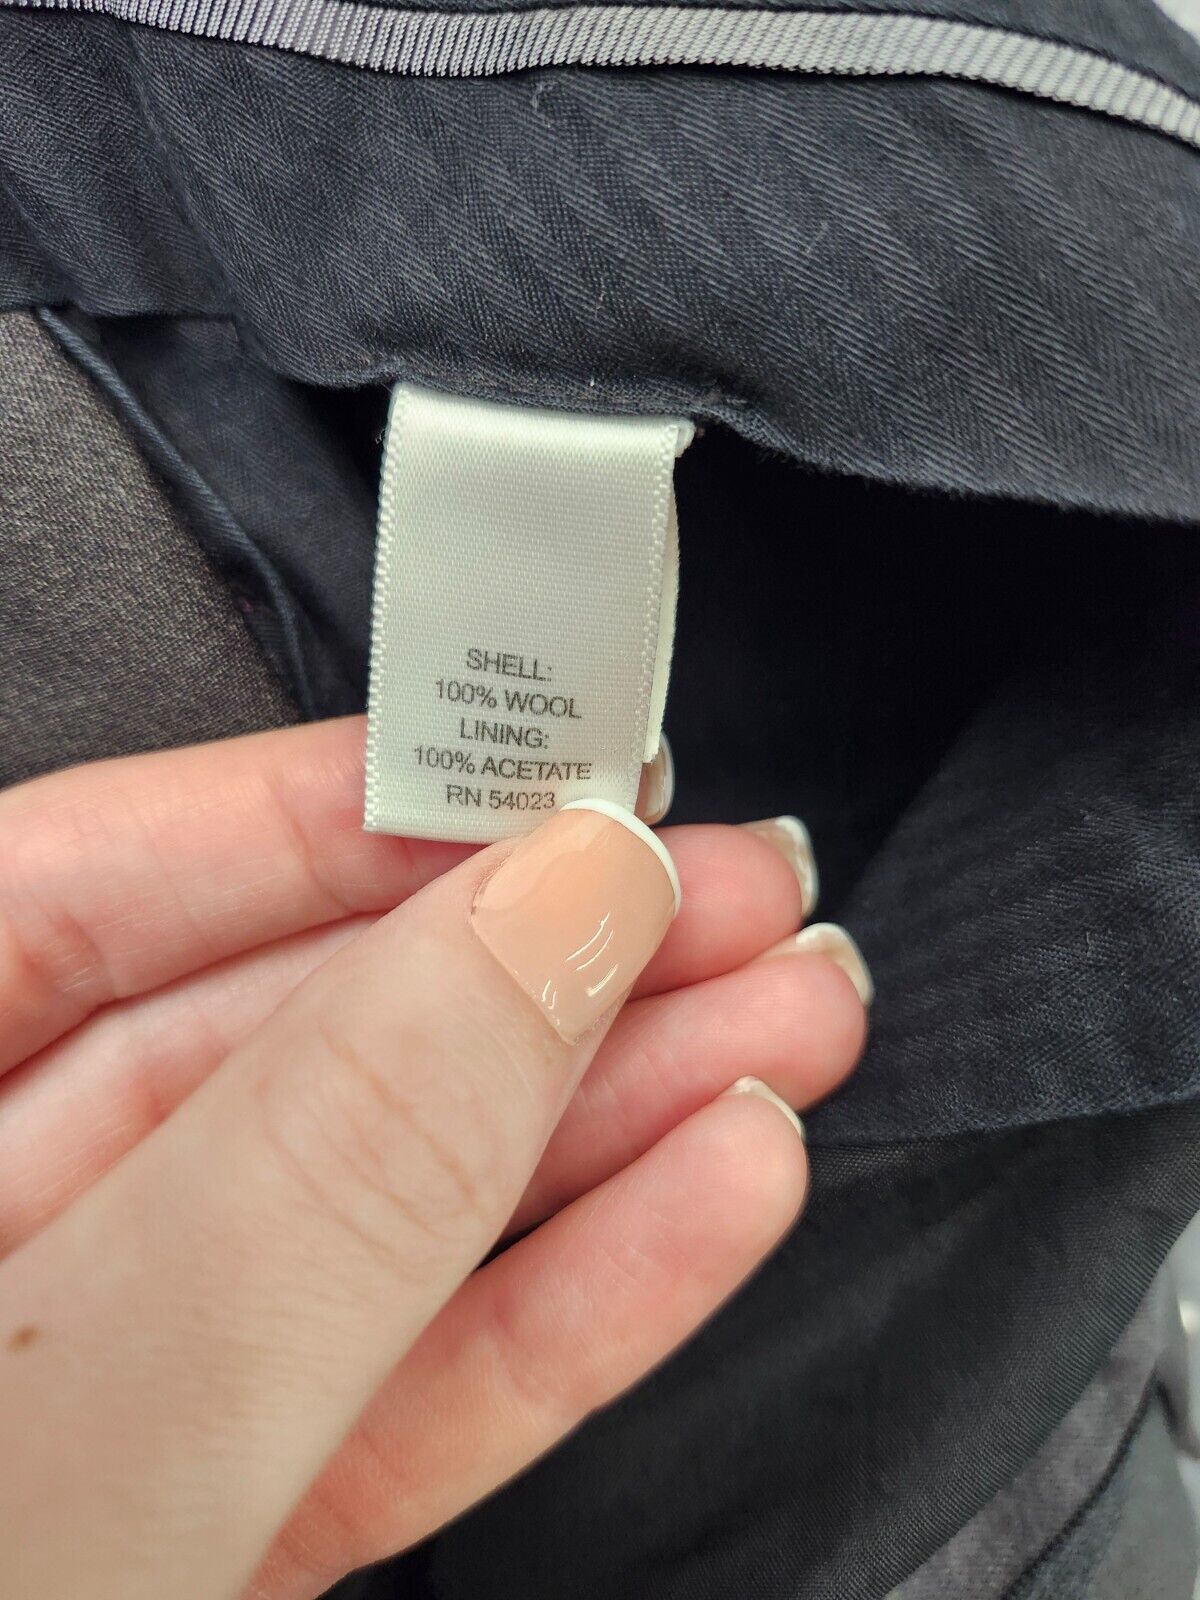 SHELL:
100% WOOL
LINING:
100% ACETATE
RN 54023